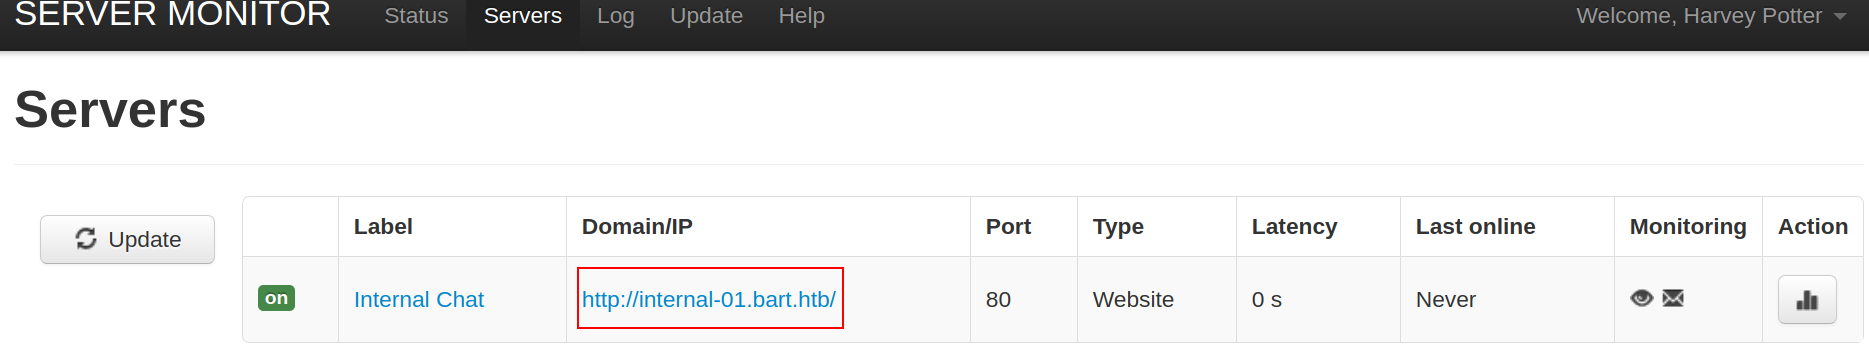 SERVER MONITOR Status Servers Log Update Help Welcome, Harvey Potter
Servers
Update
Label Domain/IP Port Type Latency Last online Monitoring Action
on Internal Chat http://internal-01.bart.htb/ 80 Website 0 s Never